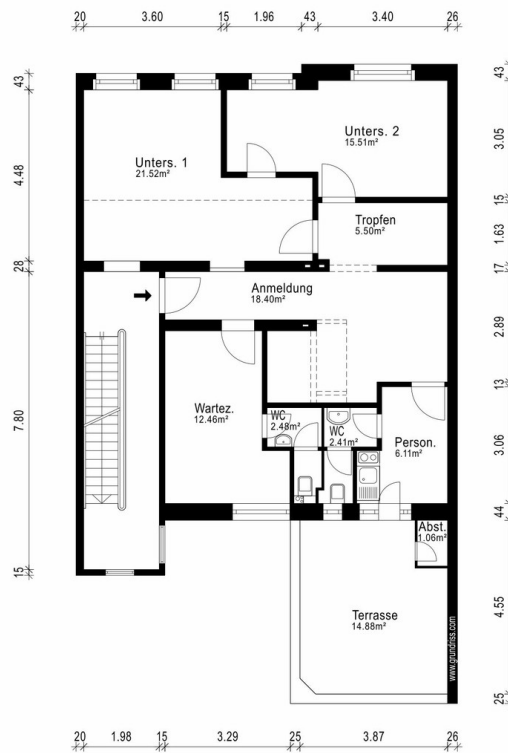 20 3.60 15 1.96 43 3.40 26
43
4.48
28
7.80
15
43
3.05
15
1.63
17
2.89
13
3.06
44
4.55
25
Unters. 1
21.52m²
Unters. 2
15.51m²
Tropfen
5.50m²
Anmeldung
18.40m²
Wartez.
12.46m²
WC
2.48m²
WC
2.41m²
Person.
6.11m²
Abst.
1.06m²
Terrasse
14.88m²
www.grundriss.com
20 1.98 15 3.29 25 3.87 26